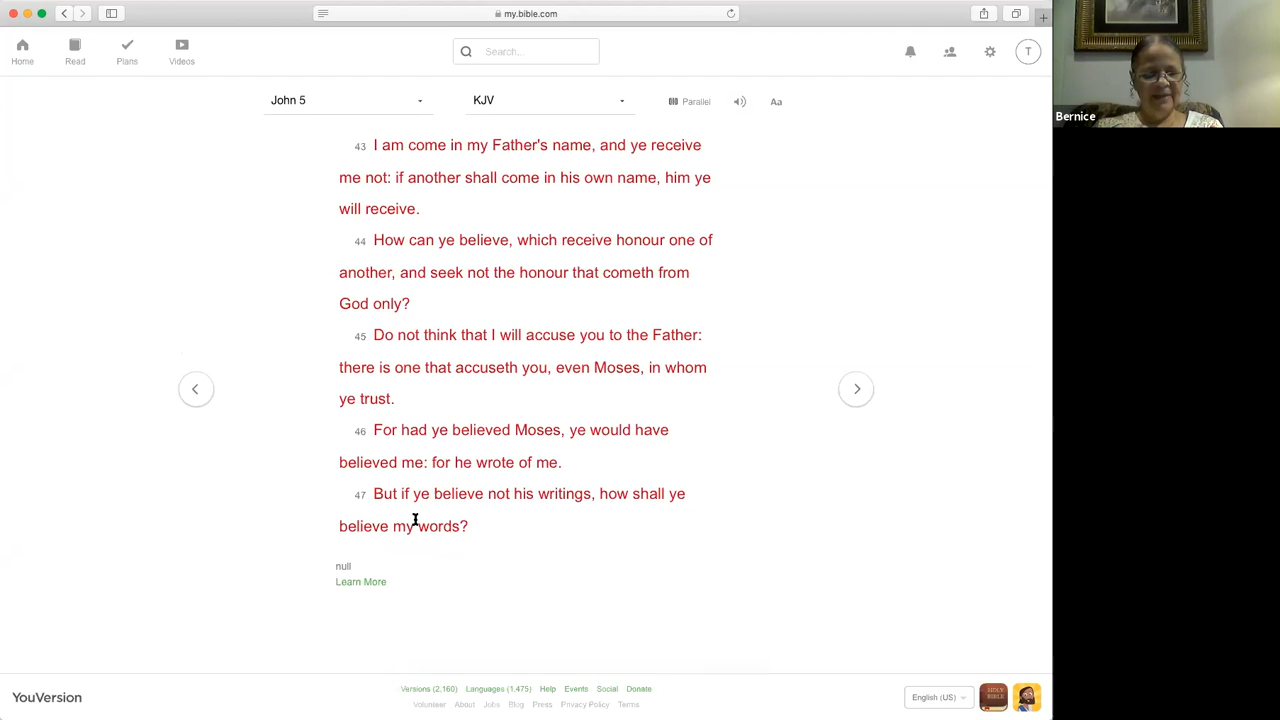 my.bible.com
Home
Read
Plans
Videos
Search...
T
Bernice
John 5
KJV
Parallel
Aa
43 I am come in my Father's name, and ye receive
me not: if another shall come in his own name, him ye
will receive.
44 How can ye believe, which receive honour one of
another, and seek not the honour that cometh from
God only?
45 Do not think that I will accuse you to the Father:
there is one that accuseth you, even Moses, in whom
ye trust.
46 For had ye believed Moses, ye would have
believed me: for he wrote of me.
47 But if ye believe not his writings, how shall ye
believe my words?
null
Learn More
YouVersion
Versions (2,160) Languages (1,475) Help Events Social Donate
Volunteer About Jobs Blog Press Privacy Policy Terms
English (US)
HOLY
BIBLE